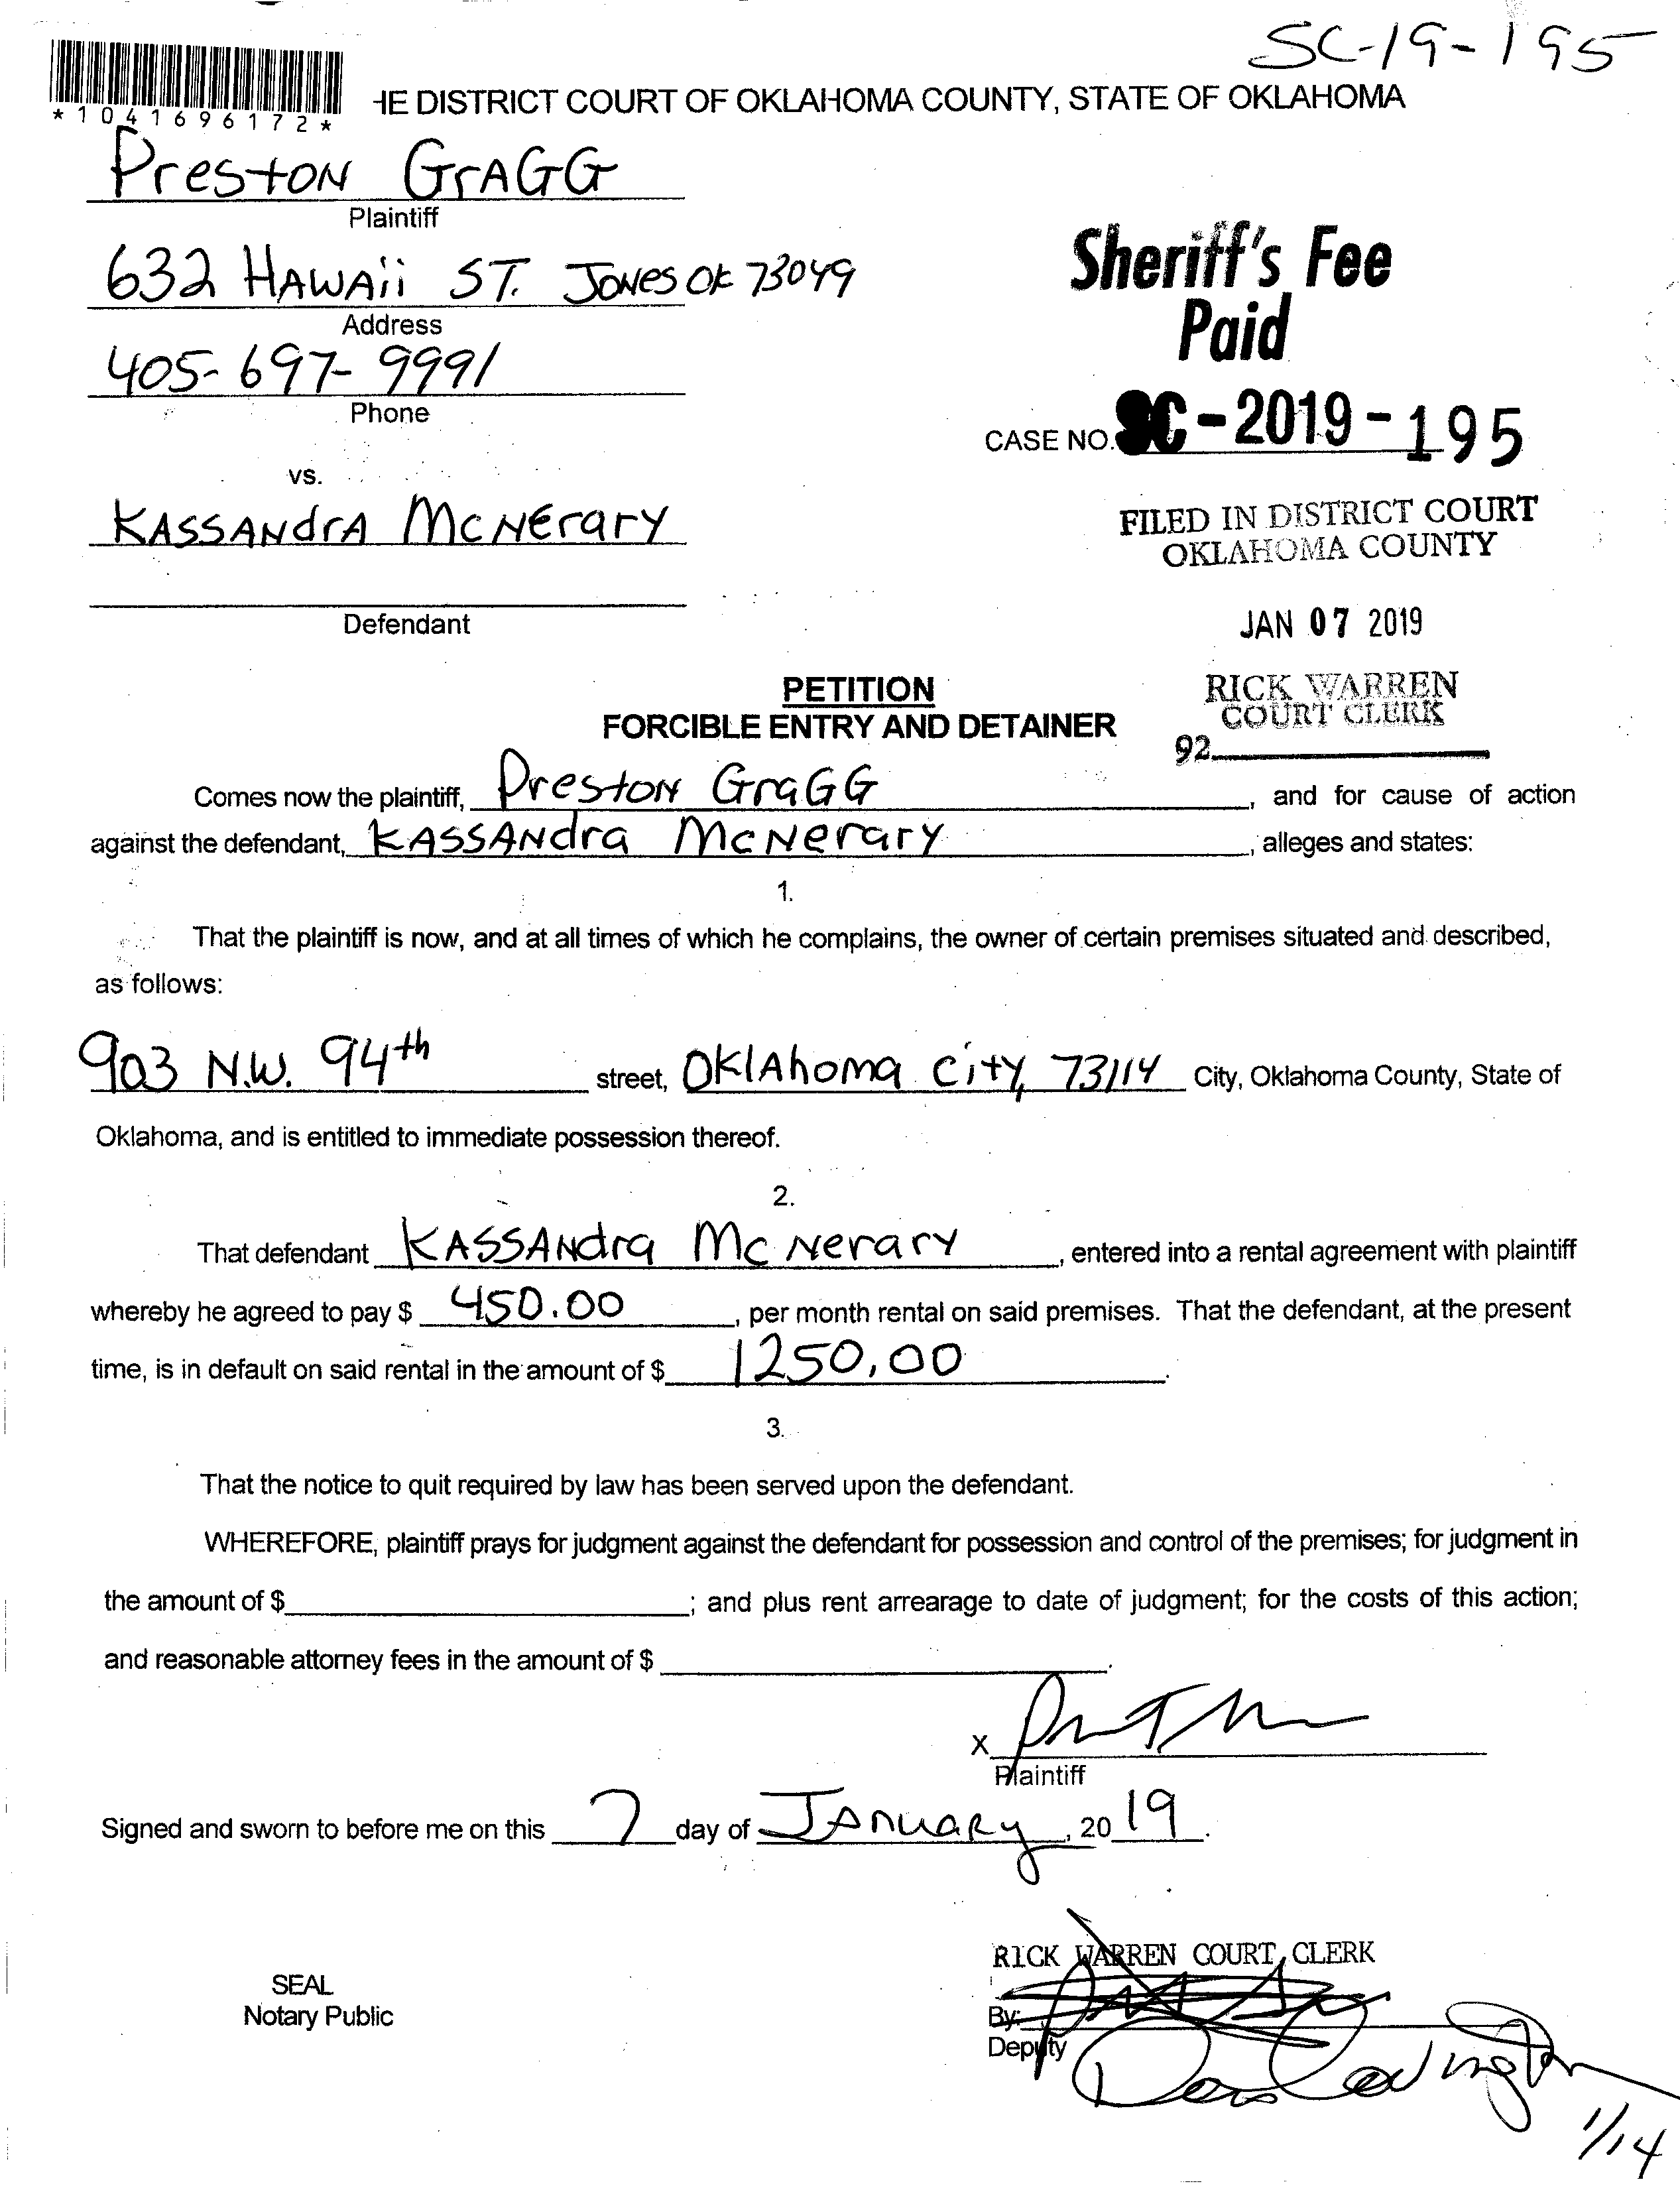 SC-19-195
*1041696172*
HE DISTRICT COURT OF OKLAHOMA COUNTY, STATE OF OKLAHOMA
Preston Gragg
Plaintiff
632 Hawaii ST. Jones OK 73049
Address
405-697-9991
Phone
Sheriff's Fee
Paid
CASE NO. SC-2019-195
vs.
Kassandra McNerary
Defendant
FILED IN DISTRICT COURT
OKLAHOMA COUNTY
JAN 07 2019
RICK WARREN
COURT CLERK
92
PETITION
FORCIBLE ENTRY AND DETAINER
Comes now the plaintiff, Preston Gragg, and for cause of action
against the defendant, Kassandra McNerary, alleges and states:
1.
That the plaintiff is now, and at all times of which he complains, the owner of certain premises situated and described,
as follows:
903 N.W. 94th street, Oklahoma City, 73114 City, Oklahoma County, State of
Oklahoma, and is entitled to immediate possession thereof.
2.
That defendant Kassandra McNerary, entered into a rental agreement with plaintiff
whereby he agreed to pay $ 450.00, per month rental on said premises. That the defendant, at the present
time, is in default on said rental in the amount of $ 1250.00.
3.
That the notice to quit required by law has been served upon the defendant.
WHEREFORE, plaintiff prays for judgment against the defendant for possession and control of the premises; for judgment in
the amount of $; and plus rent arrearage to date of judgment; for the costs of this action;
and reasonable attorney fees in the amount of $.
X
Plaintiff
Signed and sworn to before me on this 7 day of January, 2019.
RICK WARREN COURT CLERK
SEAL
Notary Public
By:
Deputy
1/14